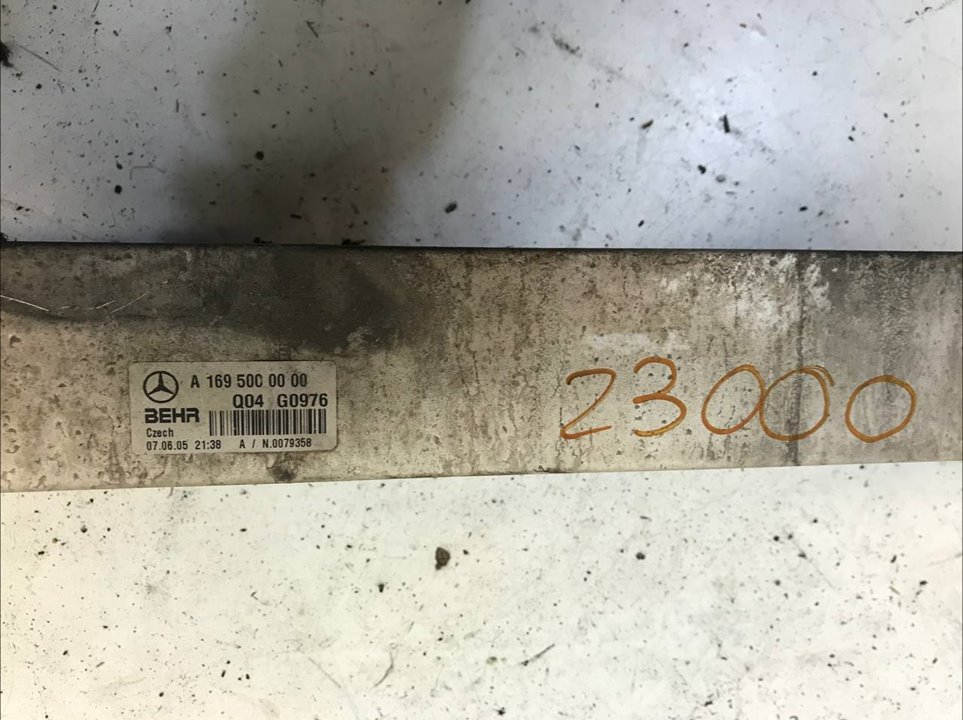 A 169 500 00 00
Q04 G0976
BEHR
Czech
07.06.05 21:38 A / N.0079358
23000